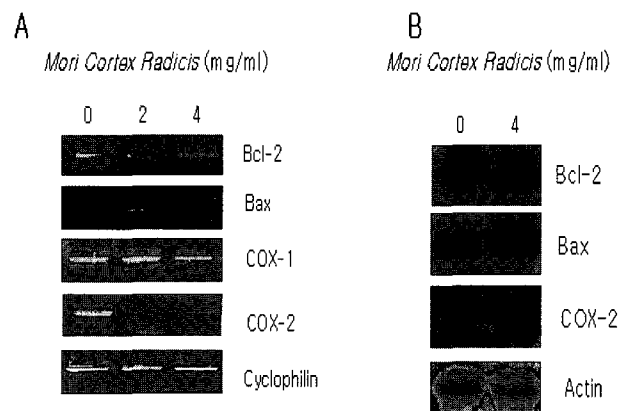 A
Mori Cortex Radicis (mg/ml)
0 2 4
Bcl-2
Bax
COX-1
COX-2
Cyclophilin
B
Mori Cortex Radicis (mg/ml)
0 4
Bcl-2
Bax
COX-2
Actin